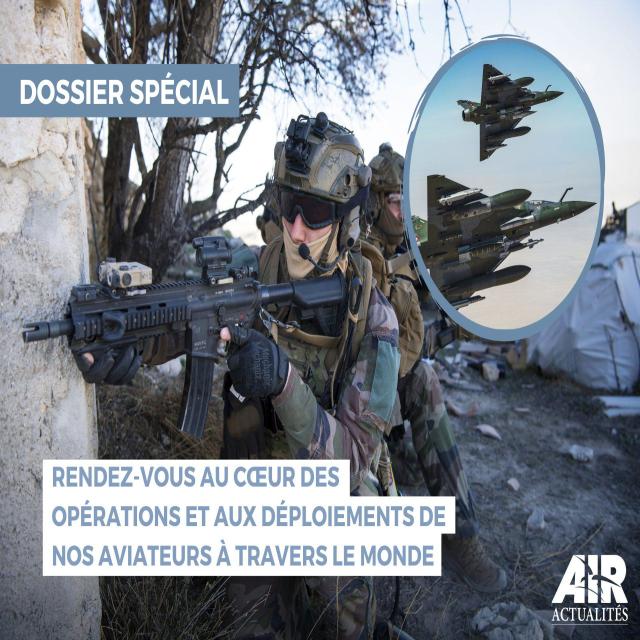 DOSSIER SPÉCIAL
RENDEZ-VOUS AU CŒUR DES
OPÉRATIONS ET AUX DÉPLOIEMENTS DE
NOS AVIATEURS À TRAVERS LE MONDE
AIR
ACTUALITÉS